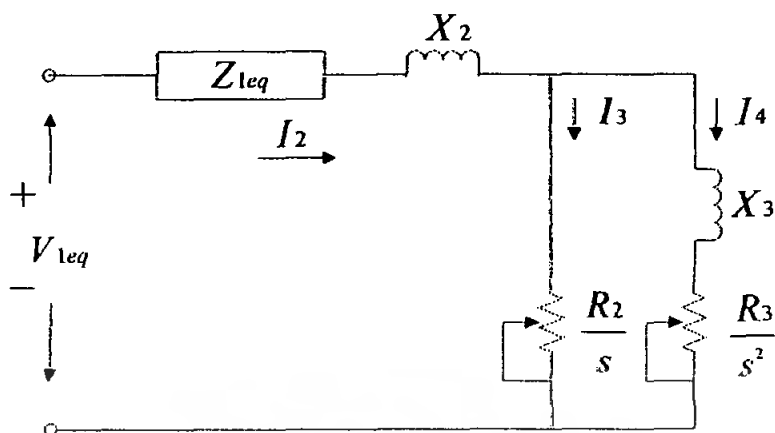 X2
Z1eq
I2
I3
I4
X3
+
V1eq
−
R2
s
R3
s²